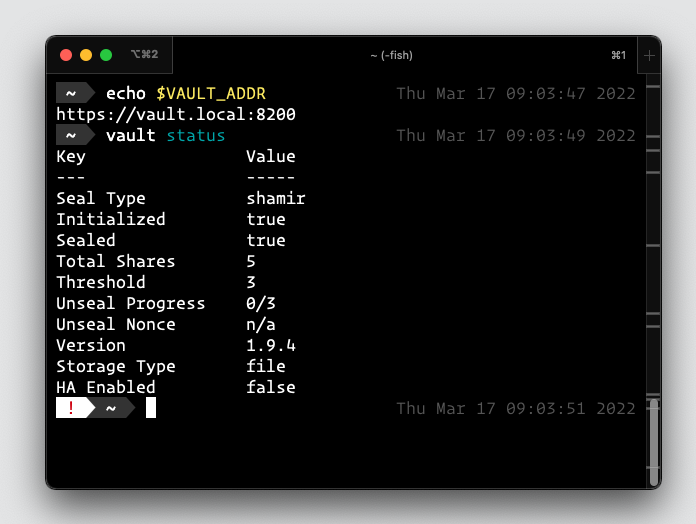 ⌥⌘2 ~ (-fish) ⌘1 +
~ echo $VAULT_ADDR Thu Mar 17 09:03:47 2022
https://vault.local:8200
~ vault status Thu Mar 17 09:03:49 2022
Key Value
--- -----
Seal Type shamir
Initialized true
Sealed true
Total Shares 5
Threshold 3
Unseal Progress 0/3
Unseal Nonce n/a
Version 1.9.4
Storage Type file
HA Enabled false
! ~ Thu Mar 17 09:03:51 2022